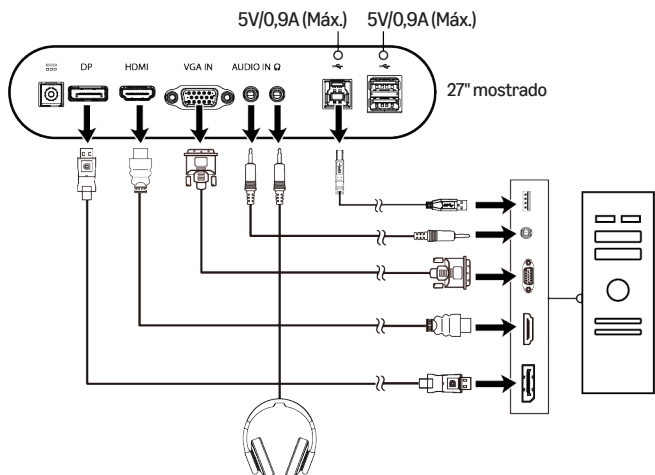 5V/0,9A (Máx.) 5V/0,9A (Máx.)
DP HDMI VGA IN AUDIO IN Ω
27" mostrado